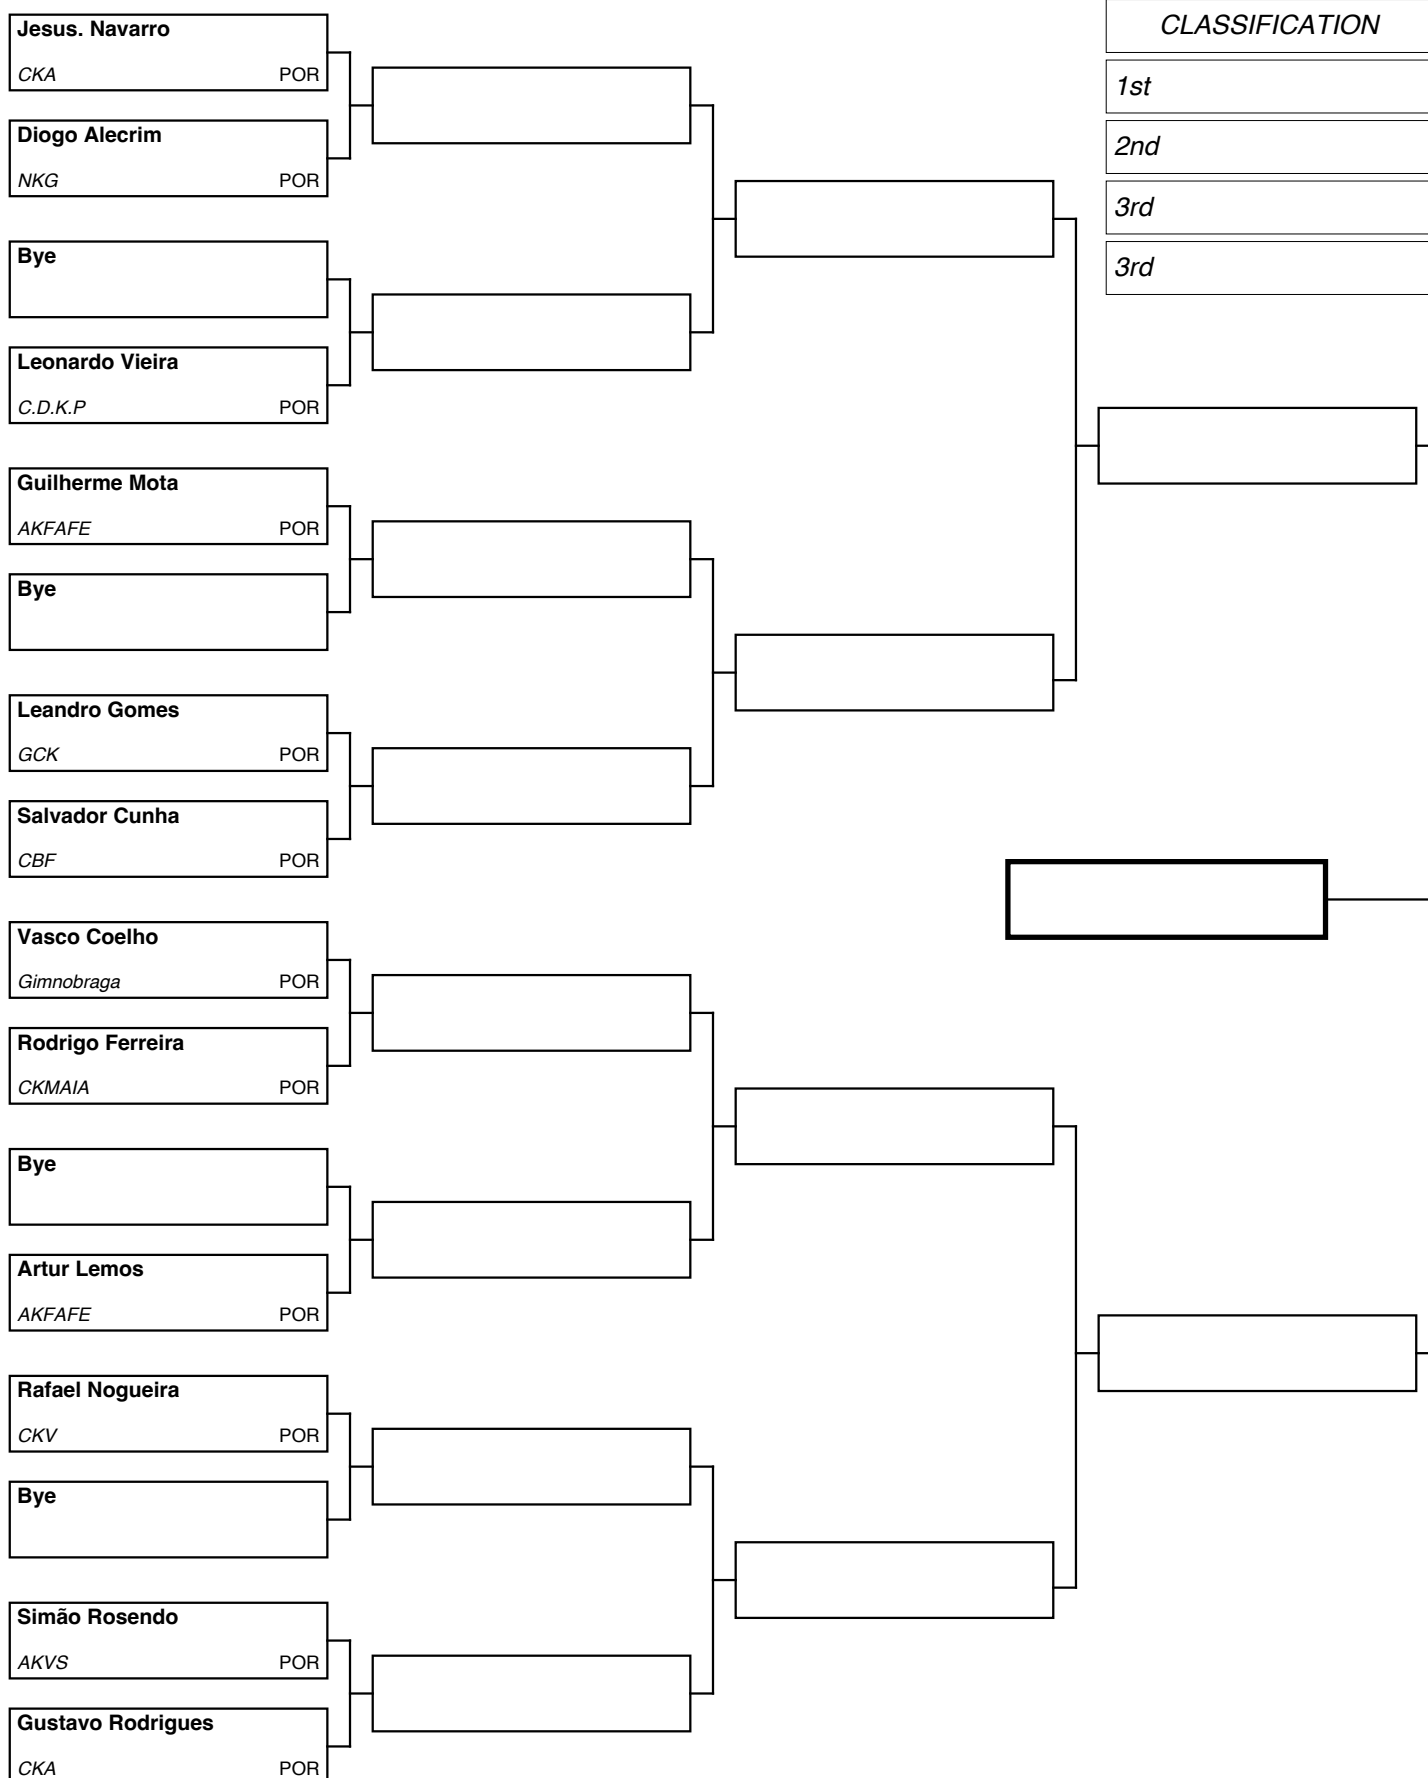 Jesus. Navarro
CKA POR
Diogo Alecrim
NKG POR
Bye
Leonardo Vieira
C.D.K.P POR
Guilherme Mota
AKFAFE POR
Bye
Leandro Gomes
GCK POR
Salvador Cunha
CBF POR
Vasco Coelho
Gimnobraga POR
Rodrigo Ferreira
CKMAIA POR
Bye
Artur Lemos
AKFAFE POR
Rafael Nogueira
CKV POR
Bye
Simão Rosendo
AKVS POR
Gustavo Rodrigues
CKA POR
CLASSIFICATION
1st
2nd
3rd
3rd